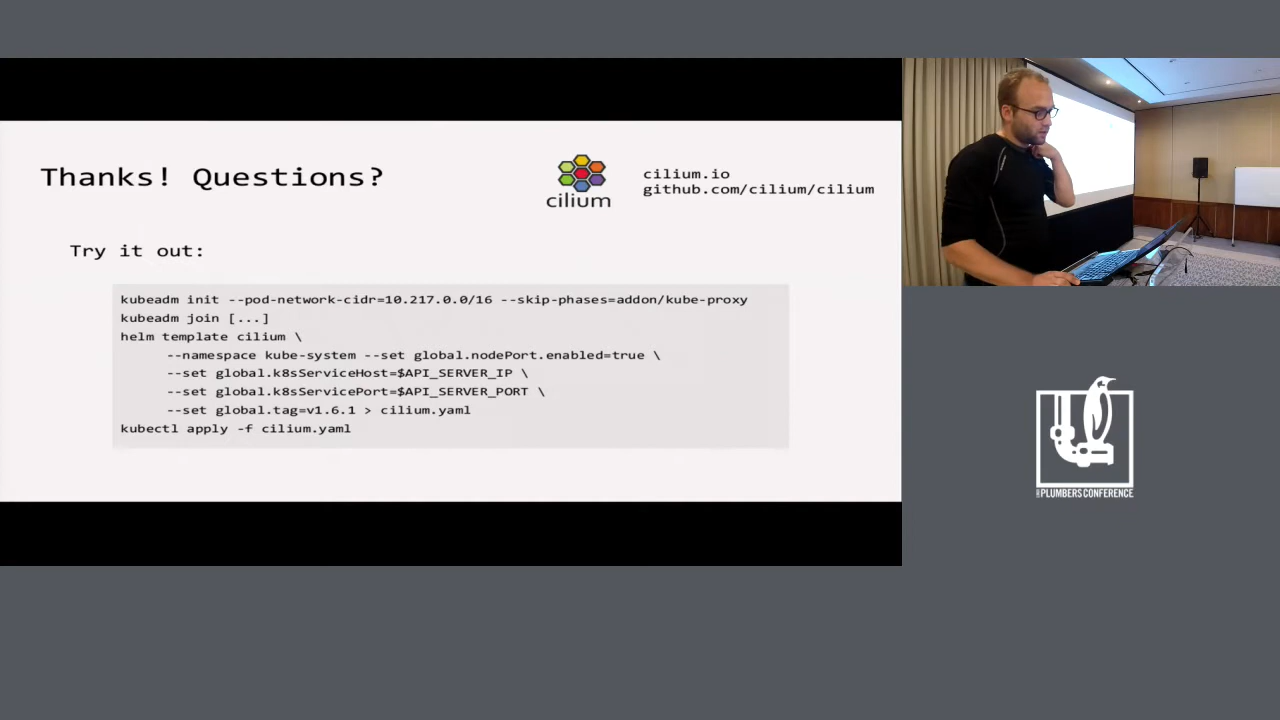 Thanks! Questions?
cilium
cilium.io
github.com/cilium/cilium
Try it out:
kubeadm init --pod-network-cidr=10.217.0.0/16 --skip-phases=addon/kube-proxy
kubeadm join [...]
helm template cilium \
--namespace kube-system --set global.nodePort.enabled=true \
--set global.k8sServiceHost=$API_SERVER_IP \
--set global.k8sServicePort=$API_SERVER_PORT \
--set global.tag=v1.6.1 > cilium.yaml
kubectl apply -f cilium.yaml
PLUMBERS CONFERENCE